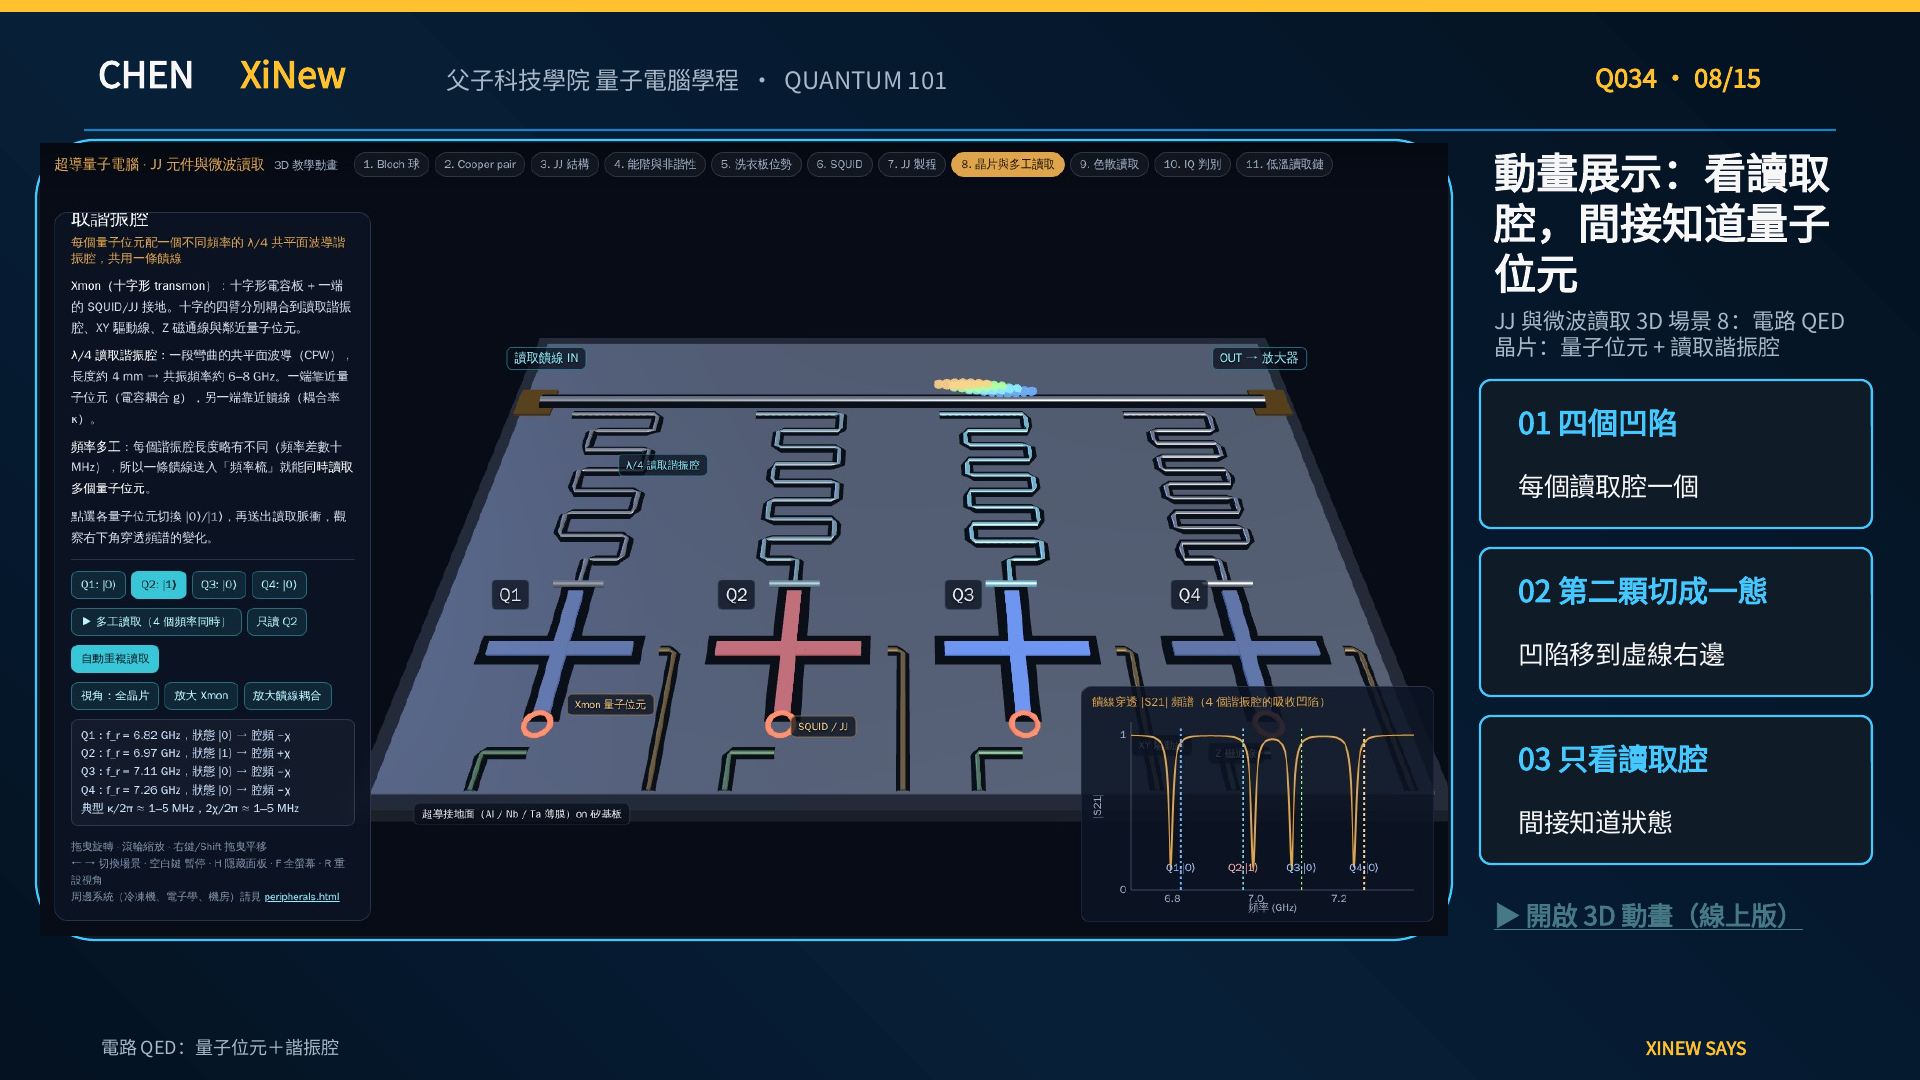 CHEN XiNew 父子科技學院 量子電腦學程 ・ QUANTUM 101 Q034 ・ 08/15
超導量子電腦 · JJ 元件與微波讀取 3D 教學動畫
1. Bloch 球
2. Cooper pair
3. JJ 結構
4. 能階與非諧性
5. 洗衣板位勢
6. SQUID
7. JJ 製程
8. 晶片與多工讀取
9. 色散讀取
10. IQ 判別
11. 低溫讀取鏈
取諧振腔
每個量子位元配一個不同頻率的 λ/4 共平面波導諧
振腔，共用一條饋線
Xmon（十字形 transmon）：十字形電容板 + 一端
的 SQUID/JJ 接地。十字的四臂分別耦合到讀取諧振
腔、XY 驅動線、Z 磁通線與鄰近量子位元。
λ/4 讀取諧振腔：一段彎曲的共平面波導（CPW），
長度約 4 mm → 共振頻率約 6–8 GHz。一端靠近量
子位元（電容耦合 g），另一端靠近饋線（耦合率
κ）。
頻率多工：每個諧振腔長度略有不同（頻率差數十
MHz），所以一條饋線送入「頻率梳」就能同時讀取
多個量子位元。
點選各量子位元切換 |0⟩/|1⟩，再送出讀取脈衝，觀
察右下角穿透頻譜的變化。
Q1: |0⟩
Q2: |1⟩
Q3: |0⟩
Q4: |0⟩
▶ 多工讀取（4 個頻率同時）
只讀 Q2
自動重複讀取
視角：全晶片
放大 Xmon
放大饋線耦合
Q1：f_r = 6.82 GHz，狀態 |0⟩ → 腔頻 −χ
Q2：f_r = 6.97 GHz，狀態 |1⟩ → 腔頻 +χ
Q3：f_r = 7.11 GHz，狀態 |0⟩ → 腔頻 −χ
Q4：f_r = 7.26 GHz，狀態 |0⟩ → 腔頻 −χ
典型 κ/2π ≈ 1–5 MHz，2χ/2π ≈ 1–5 MHz
拖曳旋轉 · 滾輪縮放 · 右鍵/Shift 拖曳平移
← → 切換場景 · 空白鍵 暫停 · H 隱藏面板 · F 全螢幕 · R 重
設視角
周邊系統（冷凍機、電子學、機房）請見 peripherals.html
讀取饋線 IN
OUT → 放大器
λ/4 讀取諧振腔
Q1
Q2
Q3
Q4
Xmon 量子位元
SQUID / JJ
超導接地面（Al / Nb / Ta 薄膜）on 矽基板
饋線穿透 |S21| 頻譜（4 個諧振腔的吸收凹陷）
1
|S21|
0
Q1|0⟩
Q2|1⟩
Q3|0⟩
Q4|0⟩
6.8
7.0
7.2
頻率 (GHz)
動畫展示：看讀取
腔，間接知道量子
位元
JJ 與微波讀取 3D 場景 8：電路 QED
晶片：量子位元 + 讀取諧振腔
01 四個凹陷
每個讀取腔一個
02 第二顆切成一態
凹陷移到虛線右邊
03 只看讀取腔
間接知道狀態
▶ 開啟 3D 動畫（線上版）
電路 QED：量子位元＋諧振腔
XINEW SAYS